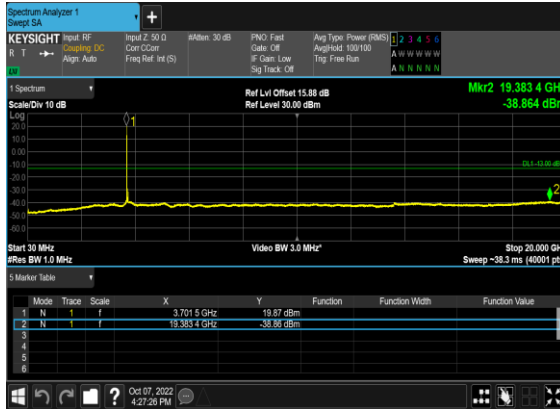 Spectrum Analyzer 1
Swept SA
+
KEYSIGHT Input: RF Input Z: 50 Ω #Atten: 30 dB PNO: Fast Avg Type: Power (RMS) 1 2 3 4 5 6
R T Coupling: DC Corr CCorr Gate: Off Avg|Hold: 100/100 A W W W W W
Align: Auto Freq Ref: Int (S) IF Gain: Low Trig: Free Run
LU Sig Track: Off A N N N N N
1 Spectrum Ref Lvl Offset 15.88 dB Mkr2 19.383 4 GH
Scale/Div 10 dB Ref Level 30.00 dBm -38.864 dBr
Log
20.0
10.0
0.00
-10.0
-20.0
-30.0
-40.0
-50.0
-60.0
1
DL1 -13.00 dB
2
Start 30 MHz Video BW 3.0 MHz* Stop 20.000 GH
#Res BW 1.0 MHz Sweep ~38.3 ms (40001 pt
5 Marker Table
Mode Trace Scale X Y Function Function Width Function Value
1 N 1 f 3.701 5 GHz 19.87 dBm
2 N 1 f 19.383 4 GHz -38.86 dBm
3
4
5
6
? Oct 07, 2022
4:27:26 PM